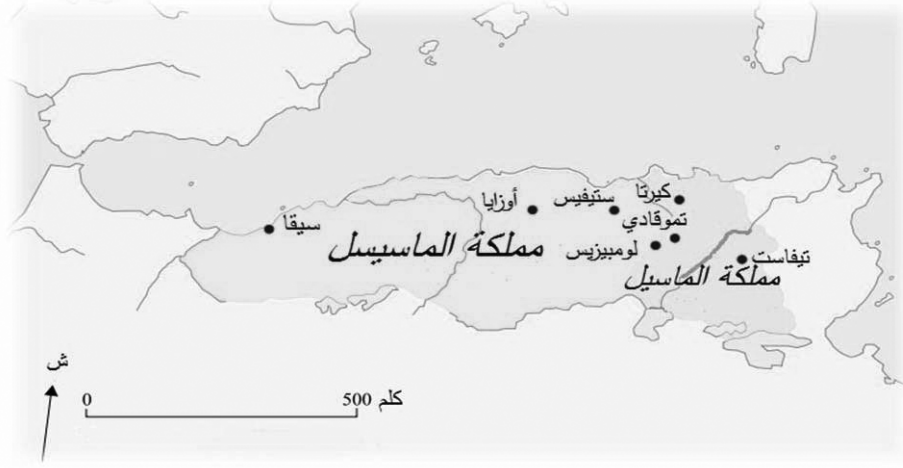 كيرتا
ستيفيس
أوزايا
تموقادي
سيقا
لومبيزيس
مملكة الماسيسل
تيفاست
مملكة الماسيل
ش
0
500 كلم